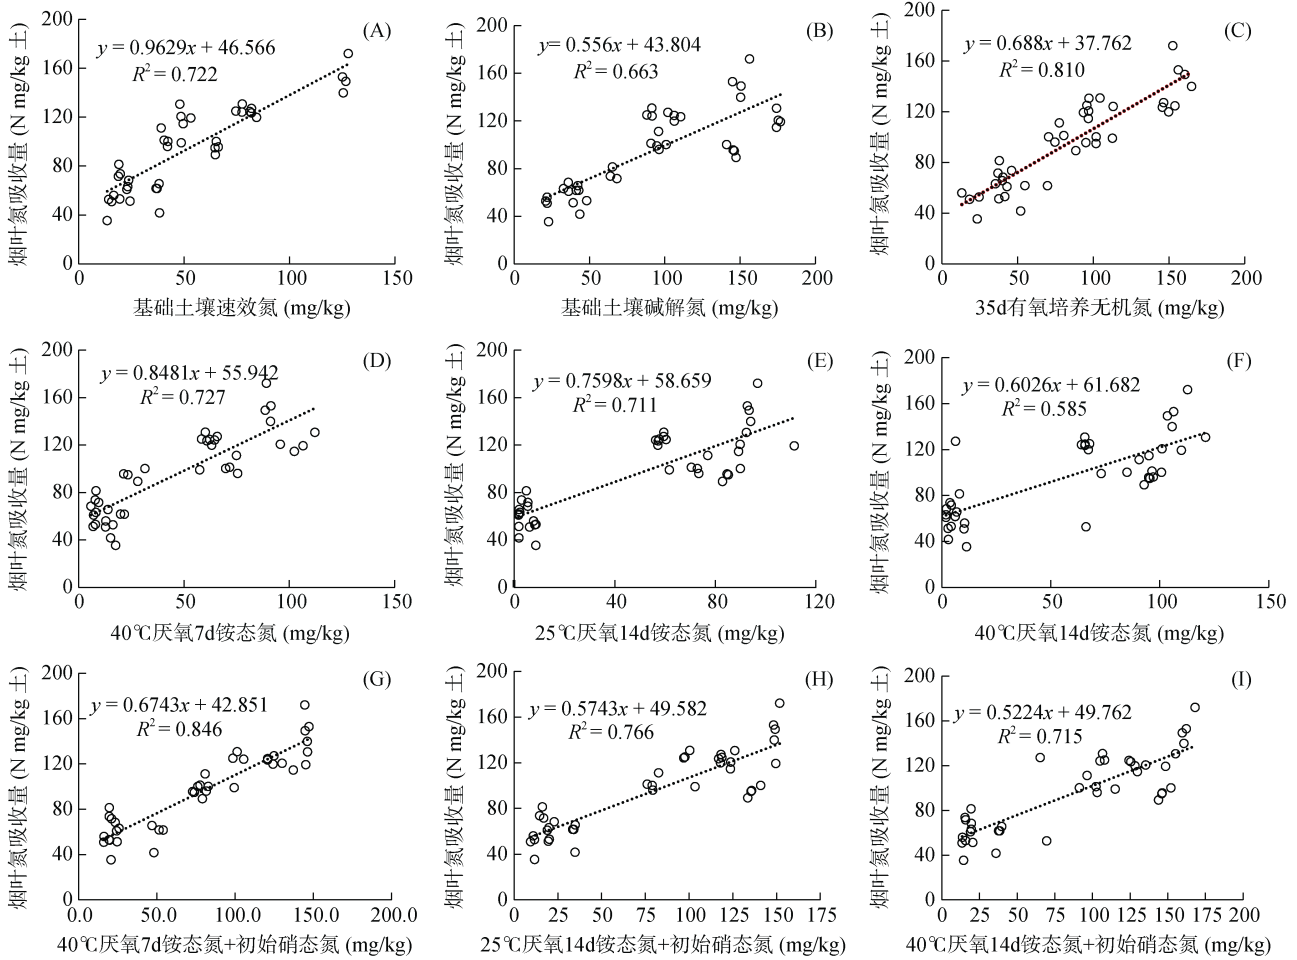 (A)
y = 0.9629x + 46.566
R² = 0.722
烟叶氮吸收量 (N mg/kg 土)
200
160
120
80
40
0
0 50 100 150
基础土壤速效氮 (mg/kg)
(B)
y= 0.556x + 43.804
R² = 0.663
烟叶氮吸收量 (N mg/kg 土)
200
160
120
80
40
0
0 50 100 150 200
基础土壤碱解氮 (mg/kg)
(C)
y = 0.688x + 37.762
R² = 0.810
烟叶氮吸收量 (N mg/kg 土)
200
160
120
80
40
0
0 50 100 150 200
35d有氧培养无机氮 (mg/kg)
(D)
y = 0.8481x + 55.942
R² = 0.727
烟叶氮吸收量 (N mg/kg 土)
200
160
120
80
40
0
0 50 100 150
40℃厌氧7d铵态氮 (mg/kg)
(E)
y = 0.7598x + 58.659
R² = 0.711
烟叶氮吸收量 (N mg/kg 土)
200
160
120
80
40
0
0 40 80 120
25℃厌氧14d铵态氮 (mg/kg)
(F)
y = 0.6026x + 61.682
R² = 0.585
烟叶氮吸收量 (N mg/kg 土)
200
160
120
80
40
0
0 50 100 150
40℃厌氧14d铵态氮 (mg/kg)
(G)
y = 0.6743x + 42.851
R² = 0.846
烟叶氮吸收量 (N mg/kg 土)
200
160
120
80
40
0
0.0 50.0 100.0 150.0 200.0
40℃厌氧7d铵态氮+初始硝态氮 (mg/kg)
(H)
y = 0.5743x + 49.582
R² = 0.766
烟叶氮吸收量 (N mg/kg 土)
200
160
120
80
40
0
0 25 50 75 100 125 150 175
25℃厌氧14d铵态氮+初始硝态氮 (mg/kg)
(I)
y = 0.5224x + 49.762
R² = 0.715
烟叶氮吸收量 (N mg/kg 土)
200
160
120
80
40
0
0 25 50 75 100 125 150 175 200
40℃厌氧14d铵态氮+初始硝态氮 (mg/kg)